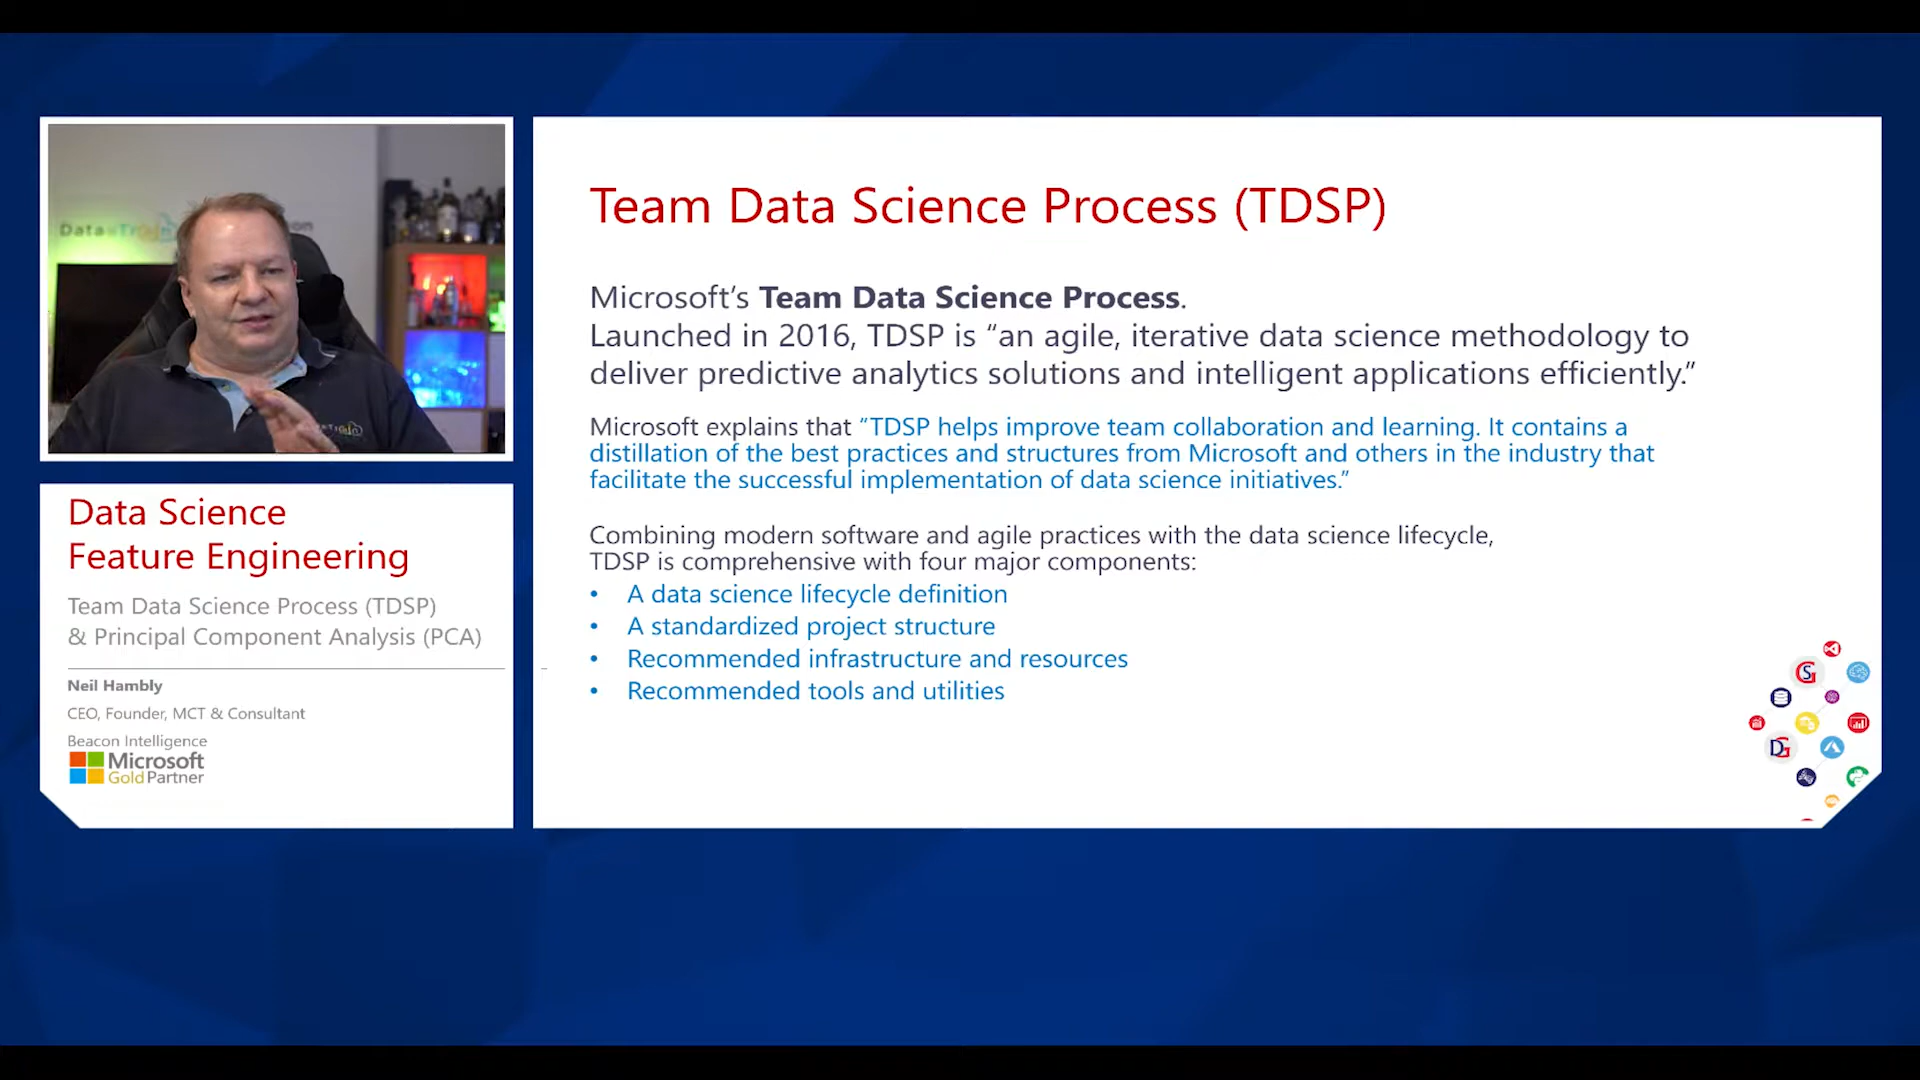 Data Science
Feature Engineering
Team Data Science Process (TDSP)
& Principal Component Analysis (PCA)
Neil Hambly
CEO, Founder, MCT & Consultant
Beacon Intelligence
Microsoft
Gold Partner
Team Data Science Process (TDSP)
Microsoft’s Team Data Science Process.
Launched in 2016, TDSP is “an agile, iterative data science methodology to
deliver predictive analytics solutions and intelligent applications efficiently.”
Microsoft explains that “TDSP helps improve team collaboration and learning. It contains a
distillation of the best practices and structures from Microsoft and others in the industry that
facilitate the successful implementation of data science initiatives.”
Combining modern software and agile practices with the data science lifecycle,
TDSP is comprehensive with four major components:
• A data science lifecycle definition
• A standardized project structure
• Recommended infrastructure and resources
• Recommended tools and utilities